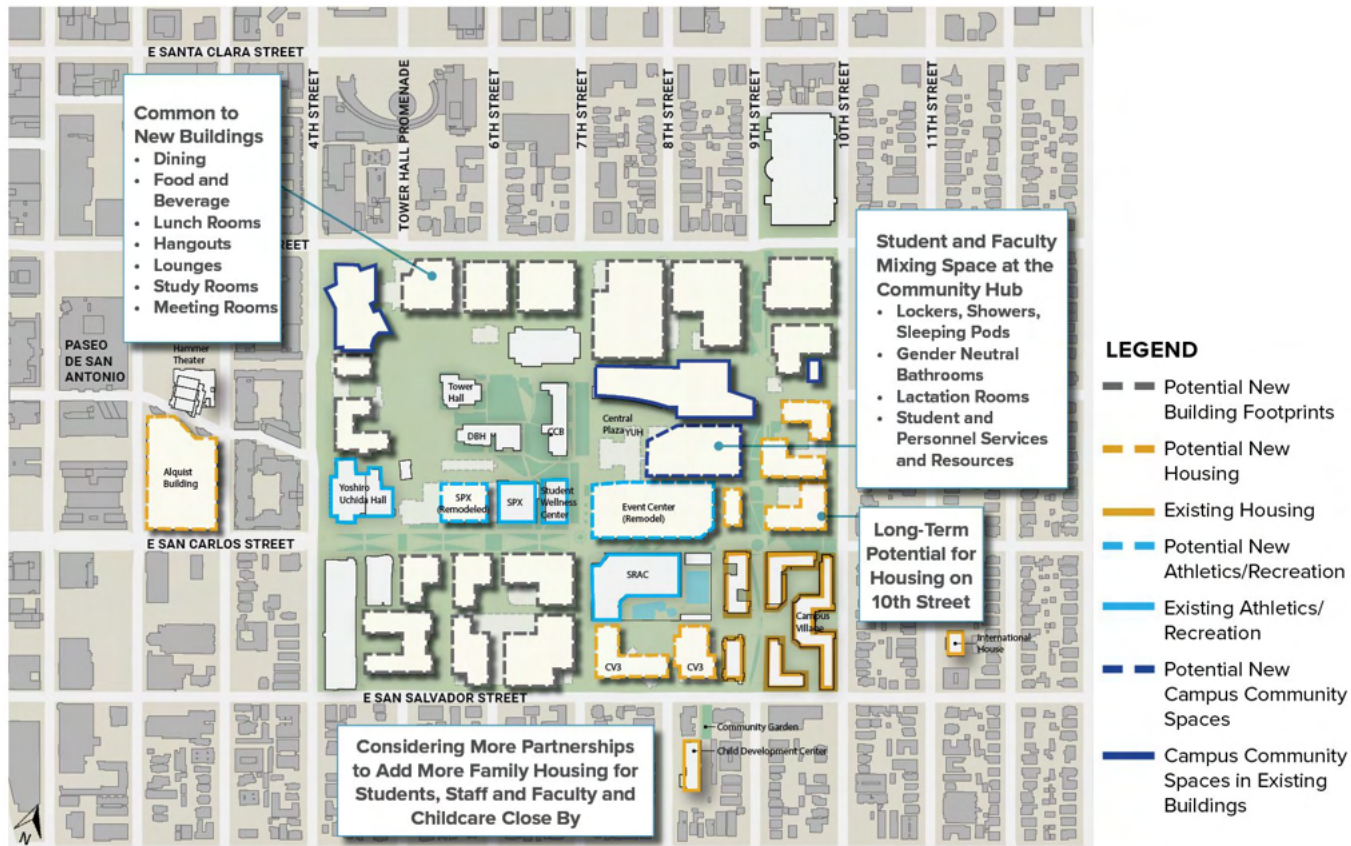 E SANTA CLARA STREET
4TH STREET
TOWER HALL PROMENADE
6TH STREET
7TH STREET
8TH STREET
9TH STREET
10TH STREET
11TH STREET
Common to
New Buildings
• Dining
• Food and
Beverage
• Lunch Rooms
• Hangouts
• Lounges
• Study Rooms
• Meeting Rooms
STREET
Student and Faculty
Mixing Space at the
Community Hub
• Lockers, Showers,
Sleeping Pods
• Gender Neutral
Bathrooms
• Lactation Rooms
• Student and
Personnel Services
and Resources
PASEO
DE SAN
ANTONIO
Hammer
Theater
Tower
Hall
DBH
CCB
Central
Plaza
YUH
Alquist
Building
Yoshiro
Uchida Hall
SPX
(Remodeled)
SPX
Student
Wellness
Center
Event Center
(Remodel)
E SAN CARLOS STREET
Long-Term
Potential for
Housing on
10th Street
SRAC
Campus
Village
International
House
CV3
CV3
E SAN SALVADOR STREET
Community Garden
Child Development Center
Considering More Partnerships
to Add More Family Housing for
Students, Staff and Faculty and
Childcare Close By
N
LEGEND
Potential New
Building Footprints
Potential New
Housing
Existing Housing
Potential New
Athletics/Recreation
Existing Athletics/
Recreation
Potential New
Campus Community
Spaces
Campus Community
Spaces in Existing
Buildings